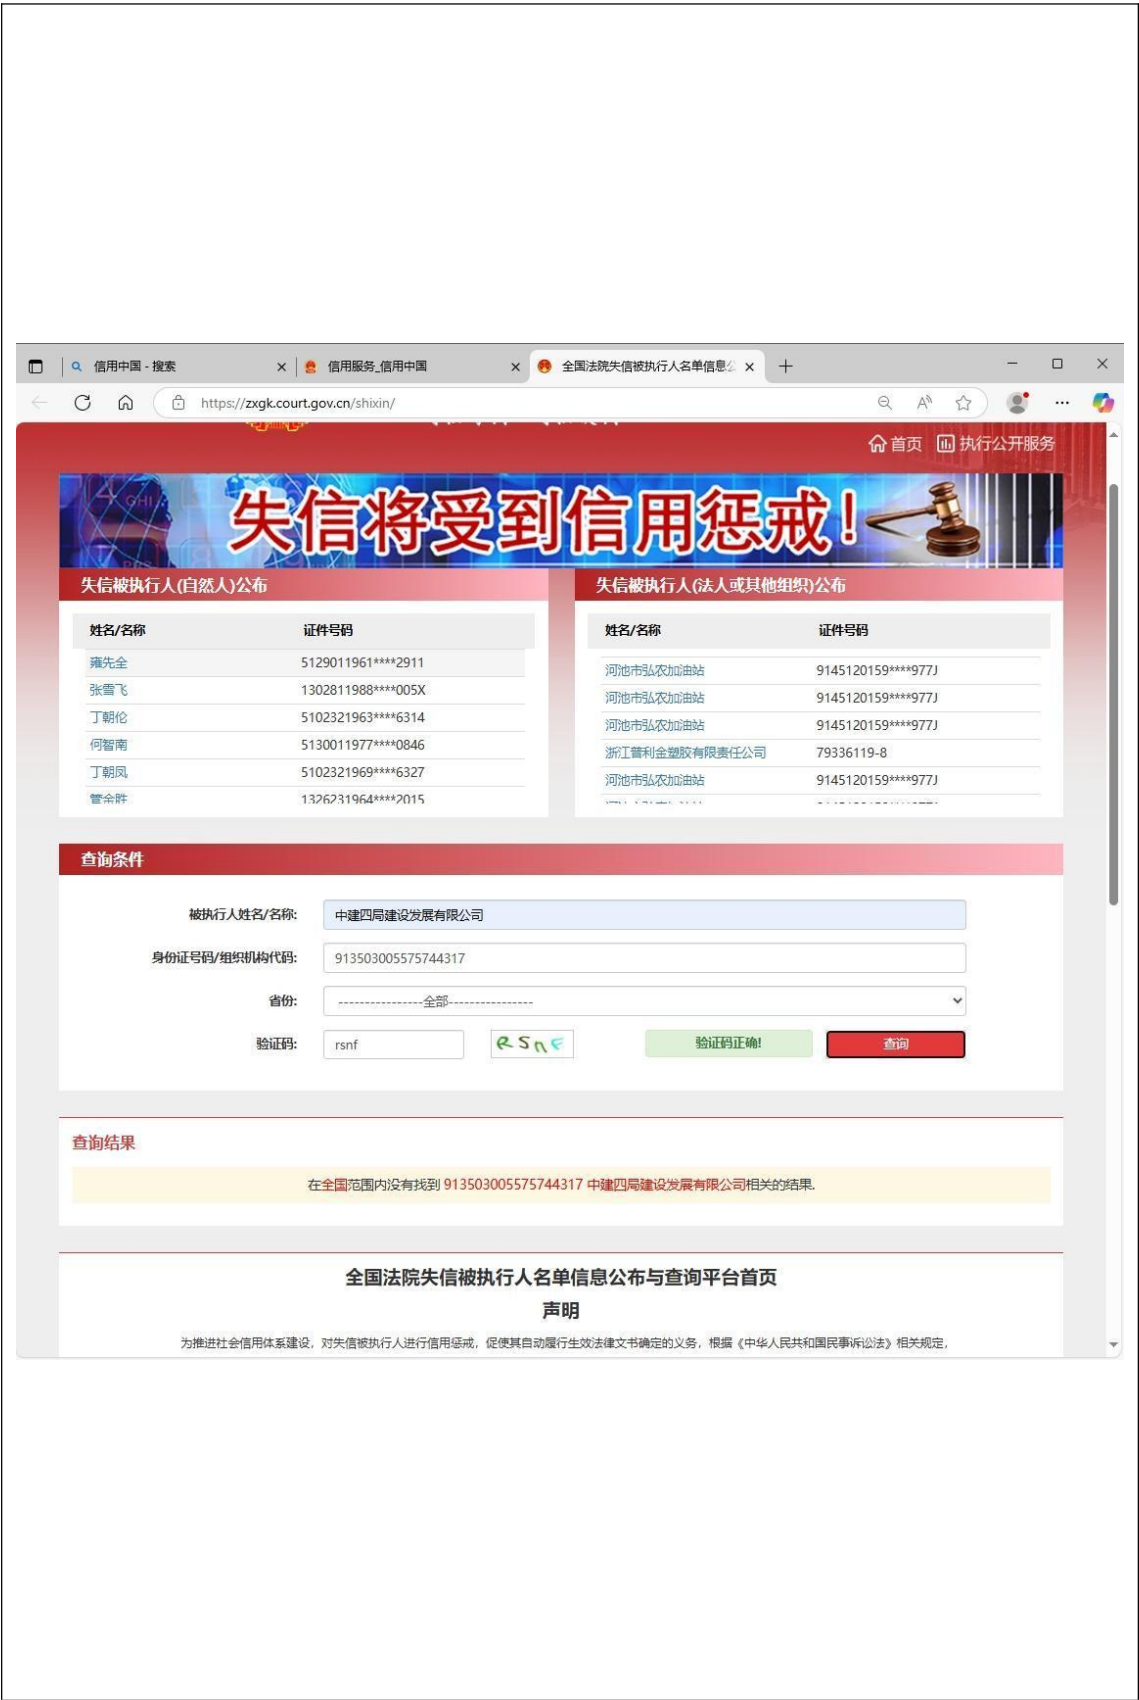 信用中国 - 搜索
信用服务_信用中国
全国法院失信被执行人名单信息公
https://zxgk.court.gov.cn/shixin/
首页 执行公开服务
失信将受到信用惩戒!
失信被执行人(自然人)公布
姓名/名称 证件号码
雍先全 5129011961****2911
张雪飞 1302811988****005X
丁朝伦 5102321963****6314
何智南 5130011977****0846
丁朝凤 5102321969****6327
管金胜 1326231964****2015
失信被执行人(法人或其他组织)公布
姓名/名称 证件号码
河池市弘农加油站 9145120159****977J
河池市弘农加油站 9145120159****977J
河池市弘农加油站 9145120159****977J
浙江普利金塑胶有限责任公司 79336119-8
河池市弘农加油站 9145120159****977J
查询条件
被执行人姓名/名称: 中建四局建设发展有限公司
身份证号码/组织机构代码: 913503005575744317
省份: ----------------全部----------------
验证码: rsnf RSnF 验证码正确! 查询
查询结果
在全国范围内没有找到 913503005575744317 中建四局建设发展有限公司相关的结果.
全国法院失信被执行人名单信息公布与查询平台首页
声明
为推进社会信用体系建设，对失信被执行人进行信用惩戒，促使其自动履行生效法律文书确定的义务，根据《中华人民共和国民事诉讼法》相关规定，